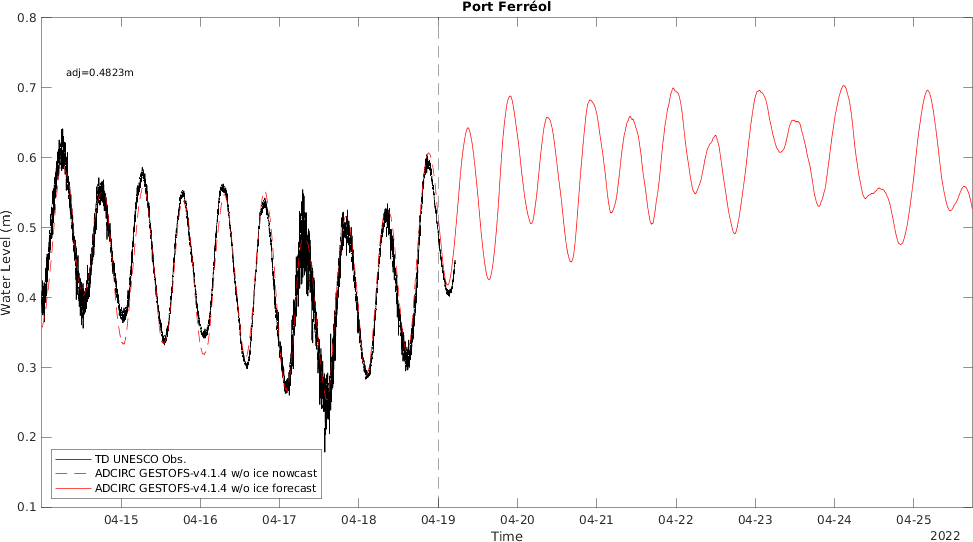 Port Ferréol
0.8
0.7
0.6
0.5
0.4
0.3
0.2
0.1
Water Level (m)
adj=0.4823m
TD UNESCO Obs.
ADCIRC GESTOFS-v4.1.4 w/o ice nowcast
ADCIRC GESTOFS-v4.1.4 w/o ice forecast
04-15 04-16 04-17 04-18 04-19 04-20 04-21 04-22 04-23 04-24 04-25
Time
2022